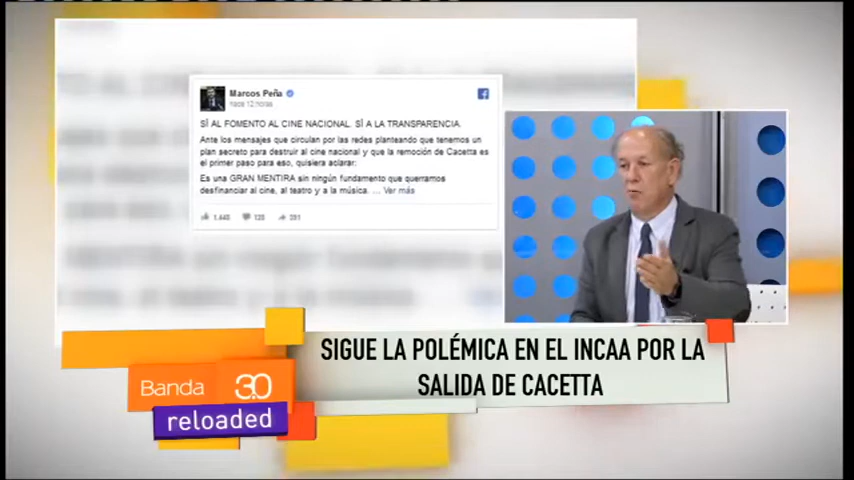 Marcos Peña
hace 12 horas
SÍ AL FOMENTO AL CINE NACIONAL. SÍ A LA TRANSPARENCIA.
Ante los mensajes que circulan por las redes planteando que tenemos un
plan secreto para destruir al cine nacional y que la remoción de Cacetta es
el primer paso para eso, quisiera aclarar:
Es una GRAN MENTIRA sin ningún fundamento que querramos
desfinanciar al cine, al teatro y a la música. ... Ver más
SIGUE LA POLÉMICA EN EL INCAA POR LA
SALIDA DE CACETTA
Banda 3.0
reloaded